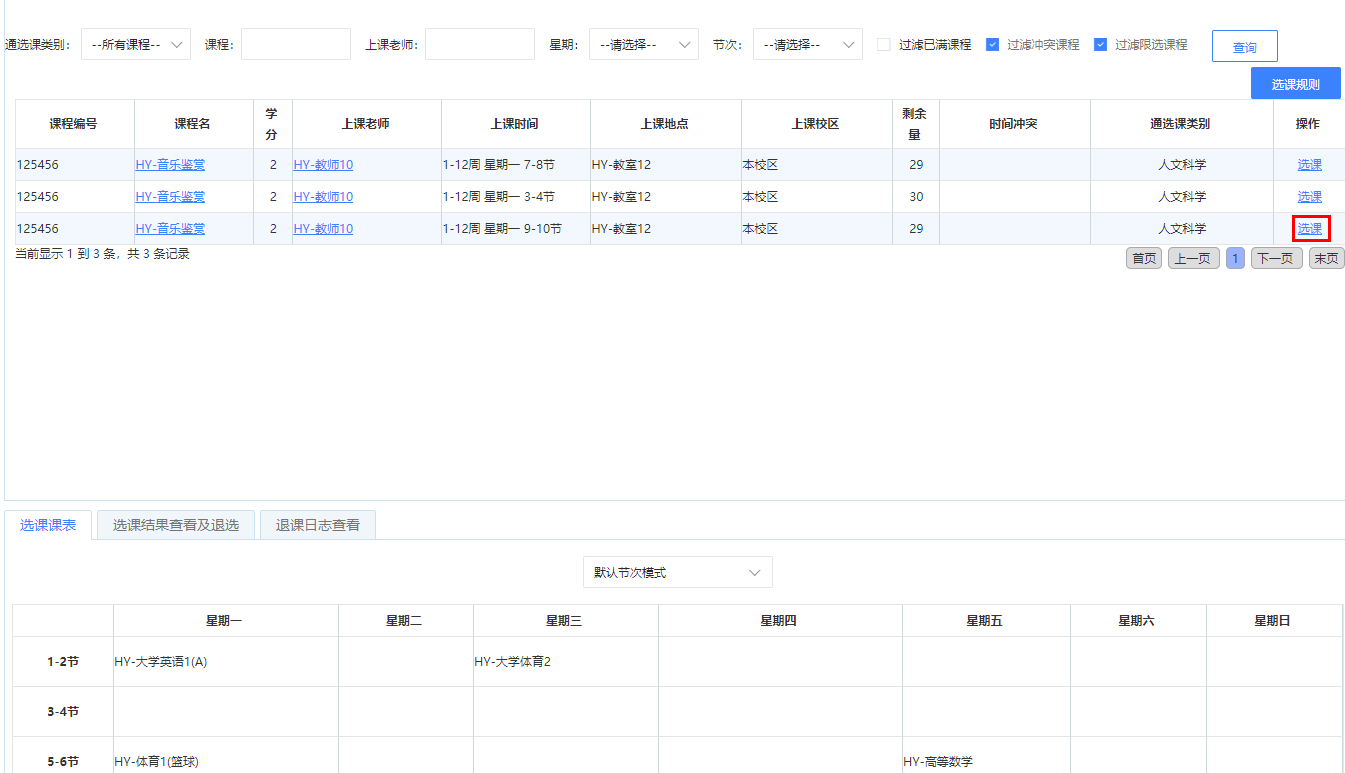 通选课类别: --所有课程-- 课程: 上课老师: 星期: --请选择-- 节次: --请选择-- 过滤已满课程 过滤冲突课程 过滤限选课程 查询
选课规则
课程编号 课程名 学分 上课老师 上课时间 上课地点 上课校区 剩余量 时间冲突 通选课类别 操作
125456 HY-音乐鉴赏 2 HY-教师10 1-12周 星期一 7-8节 HY-教室12 本校区 29 人文科学 选课
125456 HY-音乐鉴赏 2 HY-教师10 1-12周 星期一 3-4节 HY-教室12 本校区 30 人文科学 选课
125456 HY-音乐鉴赏 2 HY-教师10 1-12周 星期一 9-10节 HY-教室12 本校区 29 人文科学 选课
当前显示 1 到 3 条，共 3 条记录 首页 上一页 1 下一页 末页
选课课表 选课结果查看及退选 退课日志查看
默认节次模式
星期一 星期二 星期三 星期四 星期五 星期六 星期日
1-2节 HY-大学英语1(A) HY-大学体育2
3-4节
5-6节 HY-体育1(篮球) HY-高等数学